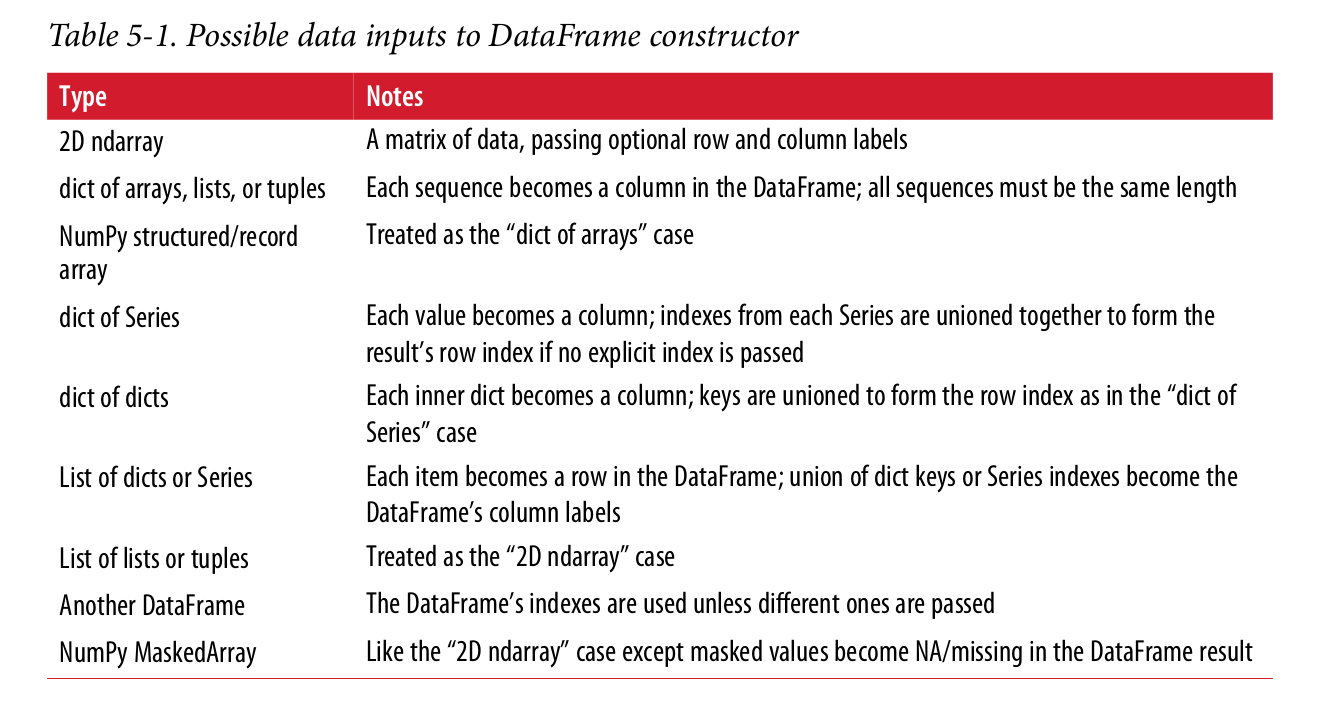 Table 5-1. Possible data inputs to DataFrame constructor
Type Notes
2D ndarray A matrix of data, passing optional row and column labels
dict of arrays, lists, or tuples Each sequence becomes a column in the DataFrame; all sequences must be the same length
NumPy structured/record Treated as the “dict of arrays” case
array
dict of Series Each value becomes a column; indexes from each Series are unioned together to form the
result’s row index if no explicit index is passed
dict of dicts Each inner dict becomes a column; keys are unioned to form the row index as in the “dict of
Series” case
List of dicts or Series Each item becomes a row in the DataFrame; union of dict keys or Series indexes become the
DataFrame’s column labels
List of lists or tuples Treated as the “2D ndarray” case
Another DataFrame The DataFrame’s indexes are used unless different ones are passed
NumPy MaskedArray Like the “2D ndarray” case except masked values become NA/missing in the DataFrame result